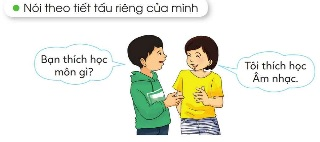 Nói theo tiết tấu riêng của mình
Bạn thích học
môn gì?
Tôi thích học
Âm nhạc.